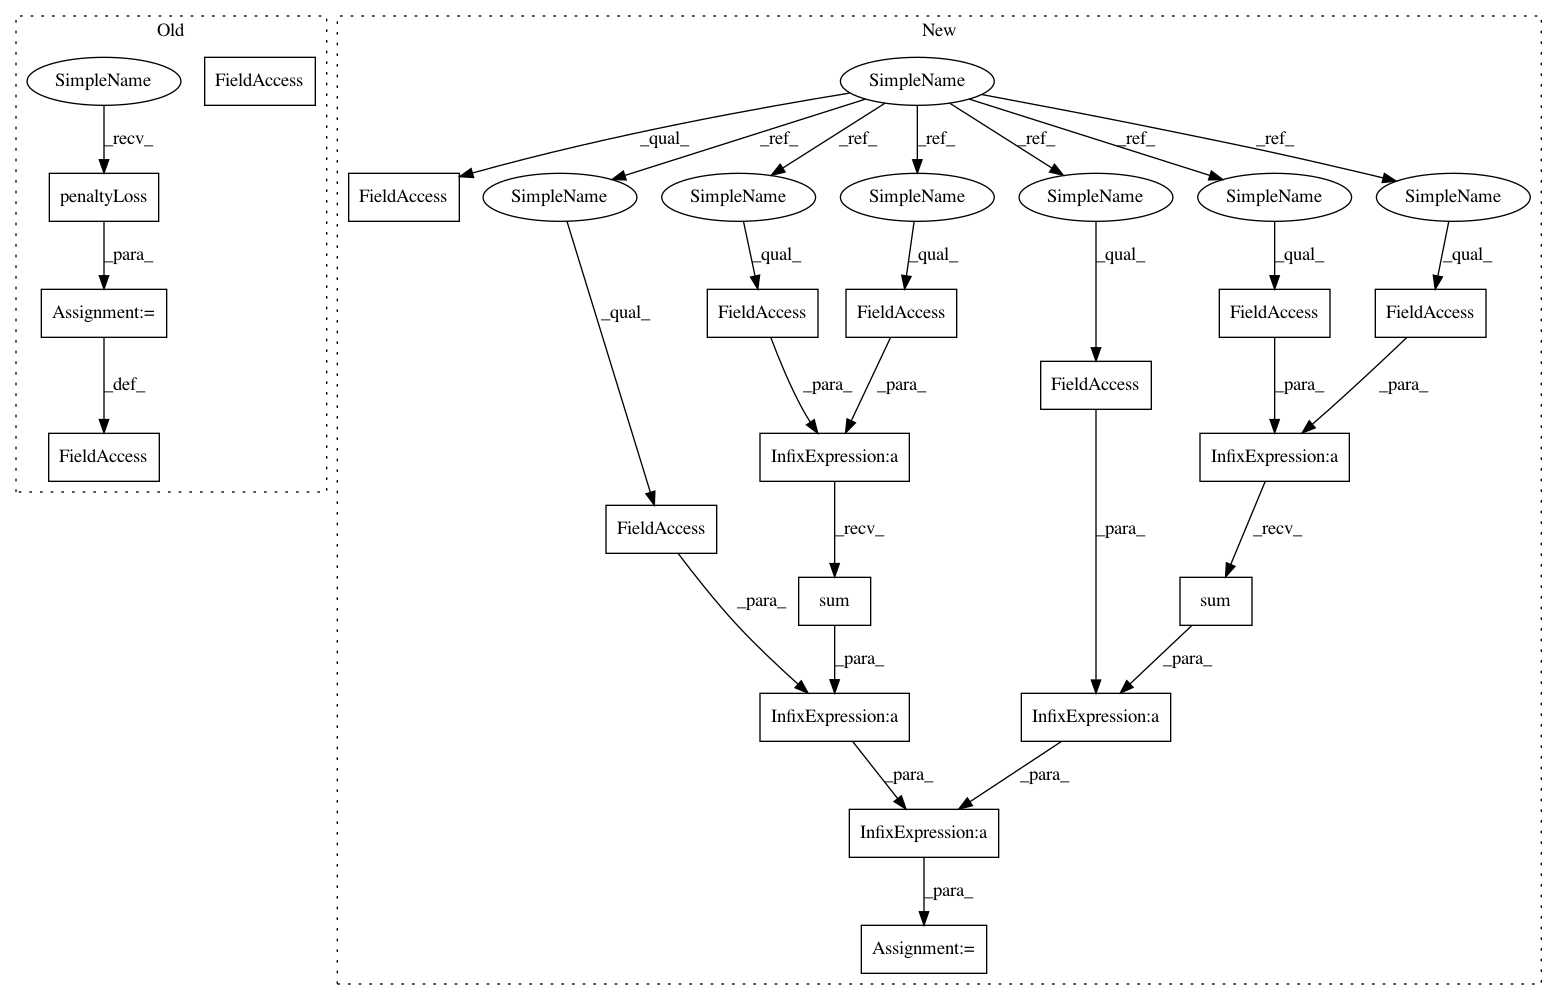 Old
New
SimpleName
FieldAccess
SimpleName
_recv_
_qual_
_ref_
_ref_
_ref_
_ref_
_ref_
_ref_
penaltyLoss
FieldAccess
SimpleName
SimpleName
SimpleName
SimpleName
SimpleName
SimpleName
_para_
_qual_
_qual_
_qual_
_qual_
_qual_
Assignment:=
_qual_
FieldAccess
FieldAccess
FieldAccess
FieldAccess
_def_
_para_
_para_
FieldAccess
_para_
_para_
FieldAccess
InfixExpression:a
InfixExpression:a
FieldAccess
_recv_
_para_
_recv_
_para_
sum
sum
_para_
_para_
InfixExpression:a
InfixExpression:a
_para_
_para_
InfixExpression:a
_para_
Assignment:=